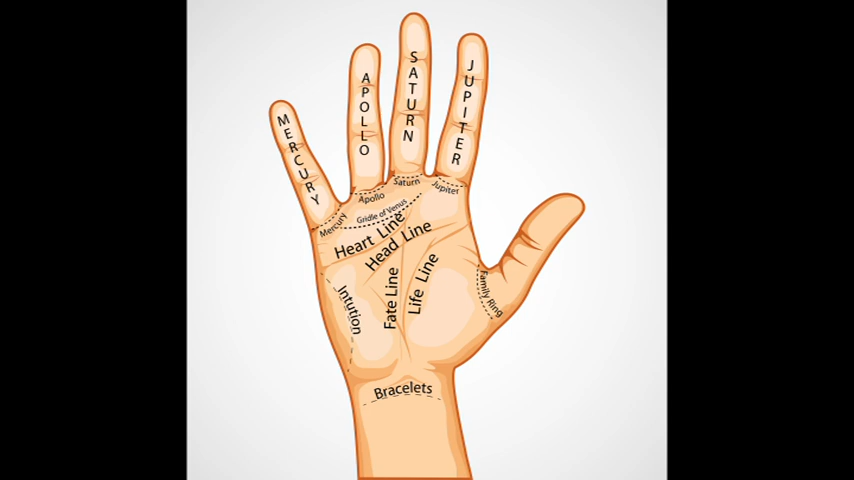 MERCURY
APOLLO
SATURN
JUPITER
Mercury
Apollo
Saturn
Jupiter
Gridle of Venus
Heart Line
Head Line
Intution
Fate Line
Life Line
Family Ring
Bracelets